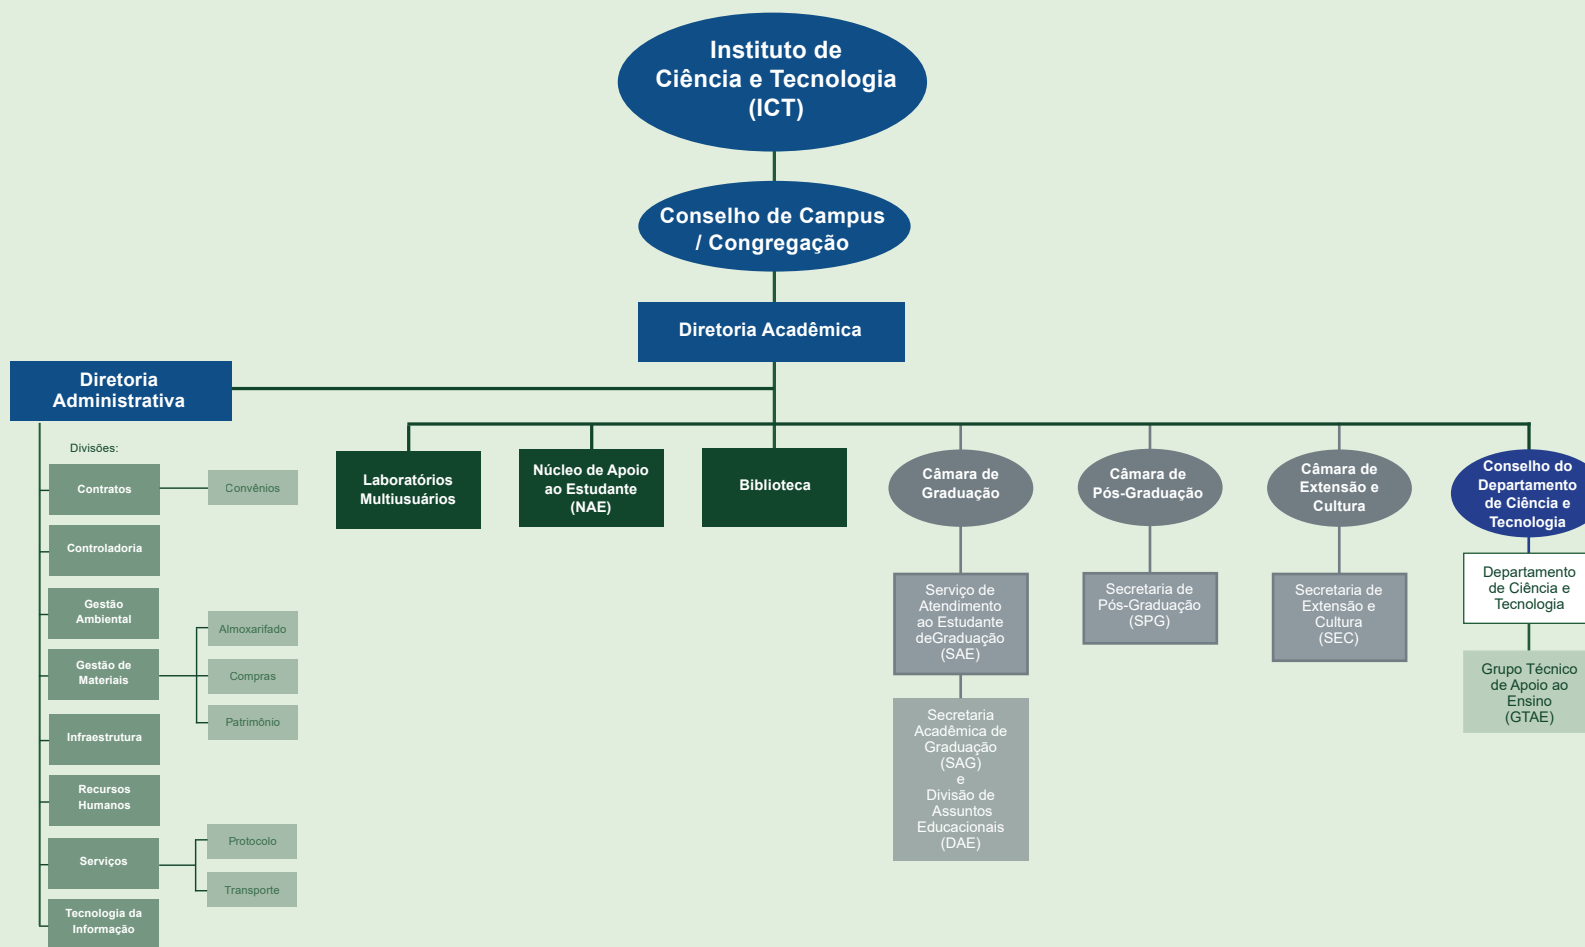 Instituto de
Ciência e Tecnologia
(ICT)
Conselho de Campus
/ Congregação
Diretoria Acadêmica
Diretoria
Administrativa
Divisões:
Contratos
Convênios
Controladoria
Gestão
Ambiental
Gestão de
Materiais
Almoxarifado
Compras
Patrimônio
Infraestrutura
Recursos
Humanos
Serviços
Protocolo
Transporte
Tecnologia da
Informação
Laboratórios
Multiusuários
Núcleo de Apoio
ao Estudante
(NAE)
Biblioteca
Câmara de
Graduação
Serviço de
Atendimento
ao Estudante
deGraduação
(SAE)
Secretaria
Acadêmica de
Graduação
(SAG)
e
Divisão de
Assuntos
Educacionais
(DAE)
Câmara de
Pós-Graduação
Secretaria de
Pós-Graduação
(SPG)
Câmara de
Extensão e
Cultura
Secretaria de
Extensão e
Cultura
(SEC)
Conselho do
Departamento
de Ciência e
Tecnologia
Departamento
de Ciência e
Tecnologia
Grupo Técnico
de Apoio ao
Ensino
(GTAE)